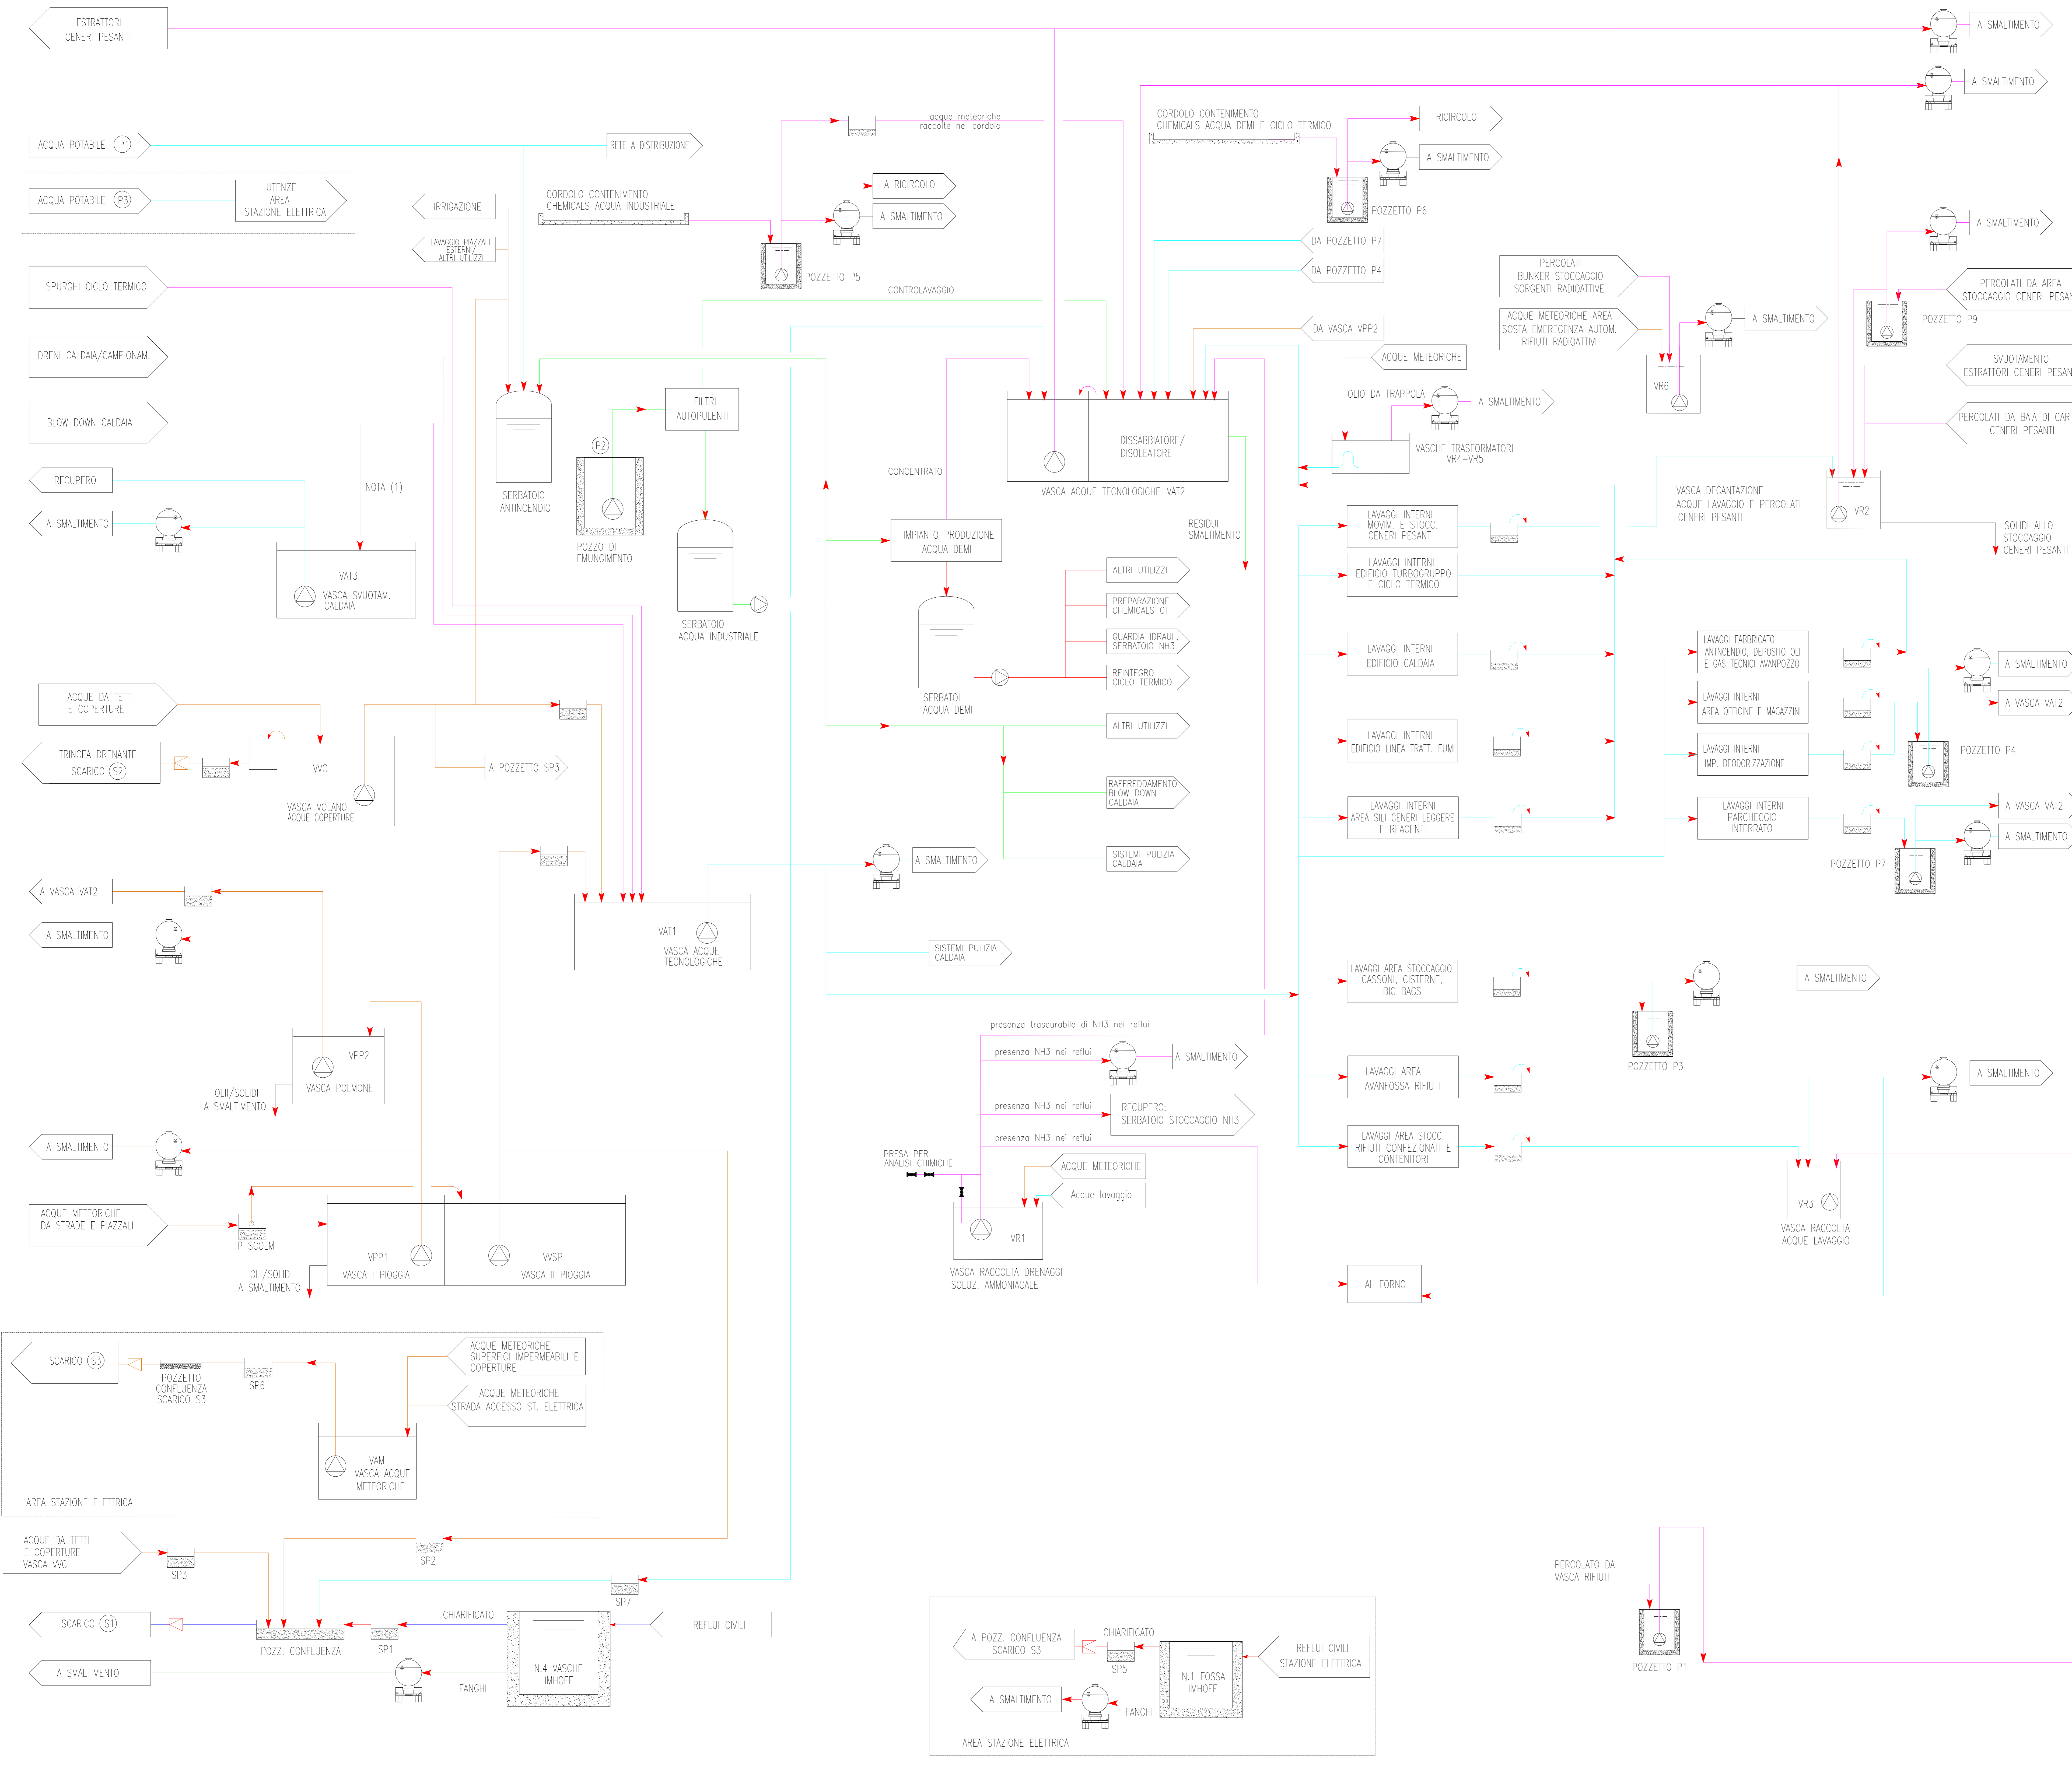 ESTRATTORI
CENERI PESANTI
A SMALTIMENTO
A SMALTIMENTO
ACQUA POTABILE P1
RETE A DISTRIBUZIONE
acque meteoriche
raccolte nel cordolo
CORDOLO CONTENIMENTO
CHEMICALS ACQUA DEMI E CICLO TERMICO
RICIRCOLO
A SMALTIMENTO
POZZETTO P6
ACQUA POTABILE P3
UTENZE
AREA
STAZIONE ELETTRICA
IRRIGAZIONE
LAVAGGIO PIAZZALI
ESTERNI/
ALTRI UTILIZZI
CORDOLO CONTENIMENTO
CHEMICALS ACQUA INDUSTRIALE
A RICIRCOLO
A SMALTIMENTO
POZZETTO P5
DA POZZETTO P7
DA POZZETTO P4
DA VASCA VPP2
A SMALTIMENTO
PERCOLATI
BUNKER STOCCAGGIO
SORGENTI RADIOATTIVE
ACQUE METEORICHE AREA
SOSTA EMEREGENZA AUTOM.
RIFIUTI RADIOATTIVI
A SMALTIMENTO
VR6
PERCOLATI DA AREA
POZZETTO P9
SVUOTAMENTO
PERCOLATI DA BAIA DI
CENERI PESANTI
SPURGHI CICLO TERMICO
DRENI CALDAIA/CAMPIONAM.
BLOW DOWN CALDAIA
RECUPERO
A SMALTIMENTO
NOTA (1)
VAT3
VASCA SVUOTAM.
CALDAIA
CONTROLAVAGGIO
FILTRI
AUTOPULENTI
P2
SERBATOIO
ANTINCENDIO
POZZO DI
EMUNGIMENTO
SERBATOIO
ACQUA INDUSTRIALE
CONCENTRATO
DISSABBIATORE/
DISOLEATORE
VASCA ACQUE TECNOLOGICHE VAT2
RESIDUI
SMALTIMENTO
ACQUE METEORICHE
OLIO DA TRAPPOLA
A SMALTIMENTO
VASCHE TRASFORMATORI
VR4-VR5
VASCA DECANTAZIONE
ACQUE LAVAGGIO E PERCOLATI
CENERI PESANTI
VR2
SOLIDI ALLO
STOCCAGGIO
CENERI PESANTI
IMPIANTO PRODUZIONE
ACQUA DEMI
SERBATOI
ACQUA DEMI
ALTRI UTILIZZI
PREPARAZIONE
CHEMICALS CT
GUARDIA IDRAUL.
SERBATOIO NH3
REINTEGRO
CICLO TERMICO
ALTRI UTILIZZI
RAFFREDDAMENTO
BLOW DOWN
CALDAIA
SISTEMI PULIZIA
CALDAIA
LAVAGGI INTERNI
MOVIM. E STOCC.
CENERI PESANTI
LAVAGGI INTERNI
EDIFICIO TURBOGRUPPO
E CICLO TERMICO
LAVAGGI INTERNI
EDIFICIO CALDAIA
LAVAGGI INTERNI
EDIFICIO LINEA TRATT. FUMI
LAVAGGI INTERNI
AREA SILI CENERI LEGGERE
E REAGENTI
LAVAGGI FABBRICATO
ANTNCENDIO, DEPOSITO OLI
E GAS TECNICI AVANPOZZO
LAVAGGI INTERNI
AREA OFFICINE E MAGAZZINI
LAVAGGI INTERNI
IMP. DEODORIZZAZIONE
LAVAGGI INTERNI
PARCHEGGIO
INTERRATO
A SMALTIMENTO
A VASCA VAT2
POZZETTO P4
A VASCA VAT2
A SMALTIMENTO
POZZETTO P7
ACQUE DA TETTI
E COPERTURE
TRINCEA DRENANTE
SCARICO S2
VVC
VASCA VOLANO
ACQUE COPERTURE
A POZZETTO SP3
A SMALTIMENTO
VAT1
VASCA ACQUE
TECNOLOGICHE
SISTEMI PULIZIA
CALDAIA
A VASCA VAT2
A SMALTIMENTO
VPP2
VASCA POLMONE
OLII/SOLIDI
A SMALTIMENTO
A SMALTIMENTO
ACQUE METEORICHE
DA STRADE E PIAZZALI
P SCOLM
OLI/SOLIDI
A SMALTIMENTO
VPP1
VASCA I PIOGGIA
VVSP
VASCA II PIOGGIA
LAVAGGI AREA STOCCAGGIO
CASSONI, CISTERNE,
BIG BAGS
A SMALTIMENTO
POZZETTO P3
LAVAGGI AREA
AVANFOSSA RIFIUTI
LAVAGGI AREA STOCC.
RIFIUTI CONFEZIONATI E
CONTENITORI
A SMALTIMENTO
VR3
VASCA RACCOLTA
ACQUE LAVAGGIO
presenza trascurabile di NH3 nei reflui
presenza NH3 nei reflui
A SMALTIMENTO
presenza NH3 nei reflui
RECUPERO:
SERBATOIO STOCCAGGIO NH3
presenza NH3 nei reflui
PRESA PER
ANALISI CHIMICHE
ACQUE METEORICHE
Acque lavaggio
VR1
VASCA RACCOLTA DRENAGGI
SOLUZ. AMMONIACALE
AL FORNO
SCARICO S3
POZZETTO
CONFLUENZA
SCARICO S3
SP6
ACQUE METEORICHE
SUPERFICI IMPERMEABILI E
COPERTURE
ACQUE METEORICHE
STRADA ACCESSO ST. ELETTRICA
VAM
VASCA ACQUE
METEORICHE
AREA STAZIONE ELETTRICA
ACQUE DA TETTI
E COPERTURE
VASCA VVC
SP3
SP2
SP7
SCARICO S1
POZZ. CONFLUENZA
SP1
CHIARIFICATO
N.4 VASCHE
IMHOFF
REFLUI CIVILI
A SMALTIMENTO
FANGHI
A POZZ. CONFLUENZA
SCARICO S3
CHIARIFICATO
SP5
N.1 FOSSA
IMHOFF
REFLUI CIVILI
STAZIONE ELETTRICA
A SMALTIMENTO
FANGHI
AREA STAZIONE ELETTRICA
PERCOLATO DA
VASCA RIFIUTI
POZZETTO P1